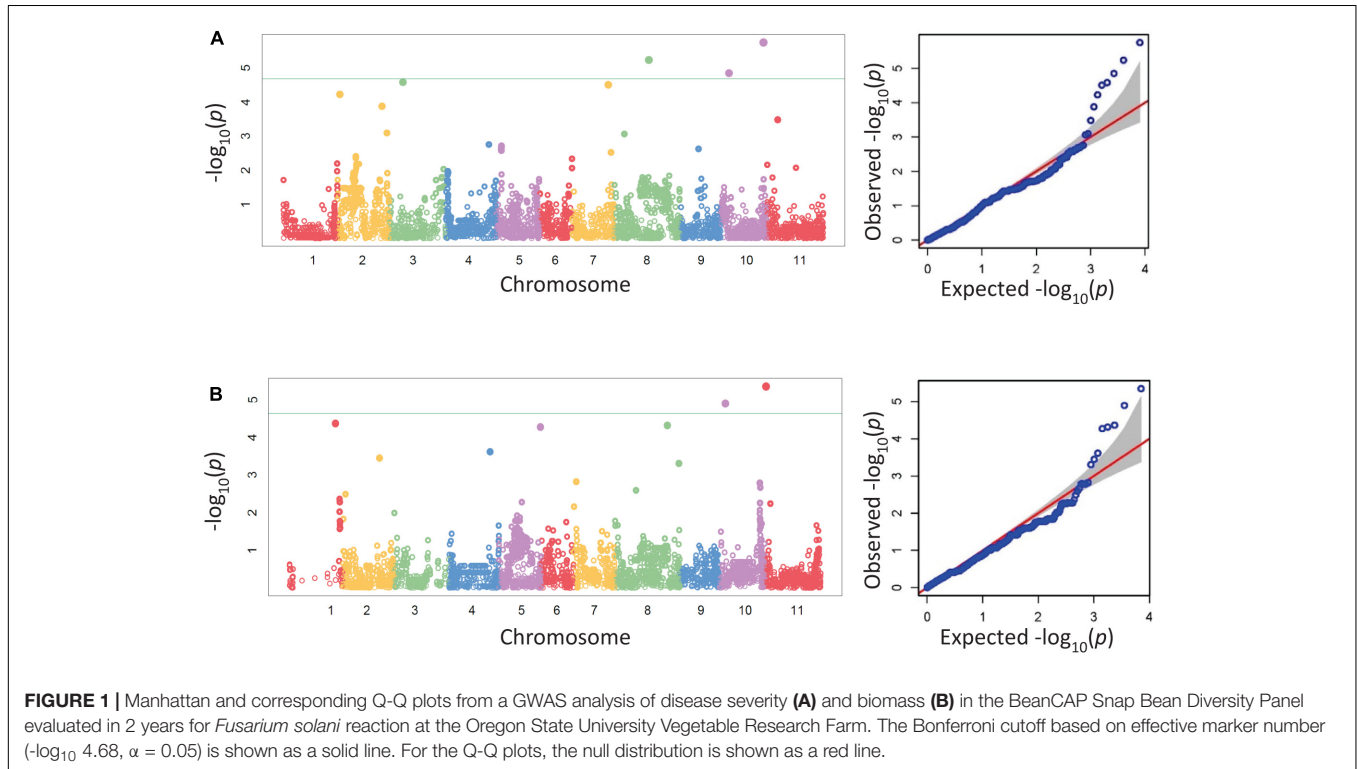 A
-log10(p)
5
4
3
2
1
1 2 3 4 5 6 7 8 9 10 11
Chromosome
Observed -log10(p)
5
4
3
2
1
0
0 1 2 3 4
Expected -log10(p)
B
-log10(p)
5
4
3
2
1
1 2 3 4 5 6 7 8 9 10 11
Chromosome
Observed -log10(p)
5
4
3
2
1
0
0 1 2 3 4
Expected -log10(p)
FIGURE 1 | Manhattan and corresponding Q-Q plots from a GWAS analysis of disease severity (A) and biomass (B) in the BeanCAP Snap Bean Diversity Panel
evaluated in 2 years for Fusarium solani reaction at the Oregon State University Vegetable Research Farm. The Bonferroni cutoff based on effective marker number
(-log10 4.68, α = 0.05) is shown as a solid line. For the Q-Q plots, the null distribution is shown as a red line.